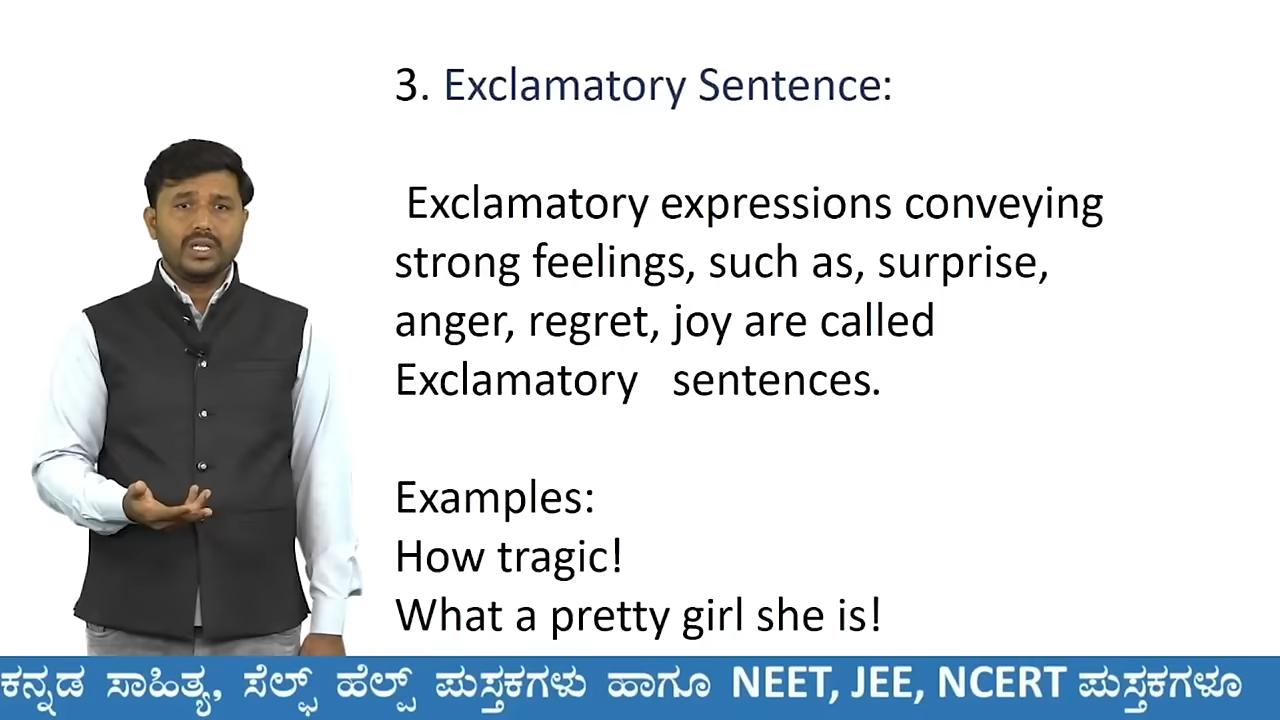 3. Exclamatory Sentence:
Exclamatory expressions conveying
strong feelings, such as, surprise,
anger, regret, joy are called
Exclamatory sentences.
Examples:
How tragic!
What a pretty girl she is!
ಕನ್ನಡ ಸಾಹಿತ್ಯ, ಸೆಲ್ಫ್ ಹೆಲ್ಪ್ ಪುಸ್ತಕಗಳು ಹಾಗೂ NEET, JEE, NCERT ಪುಸ್ತಕಗಳೂ